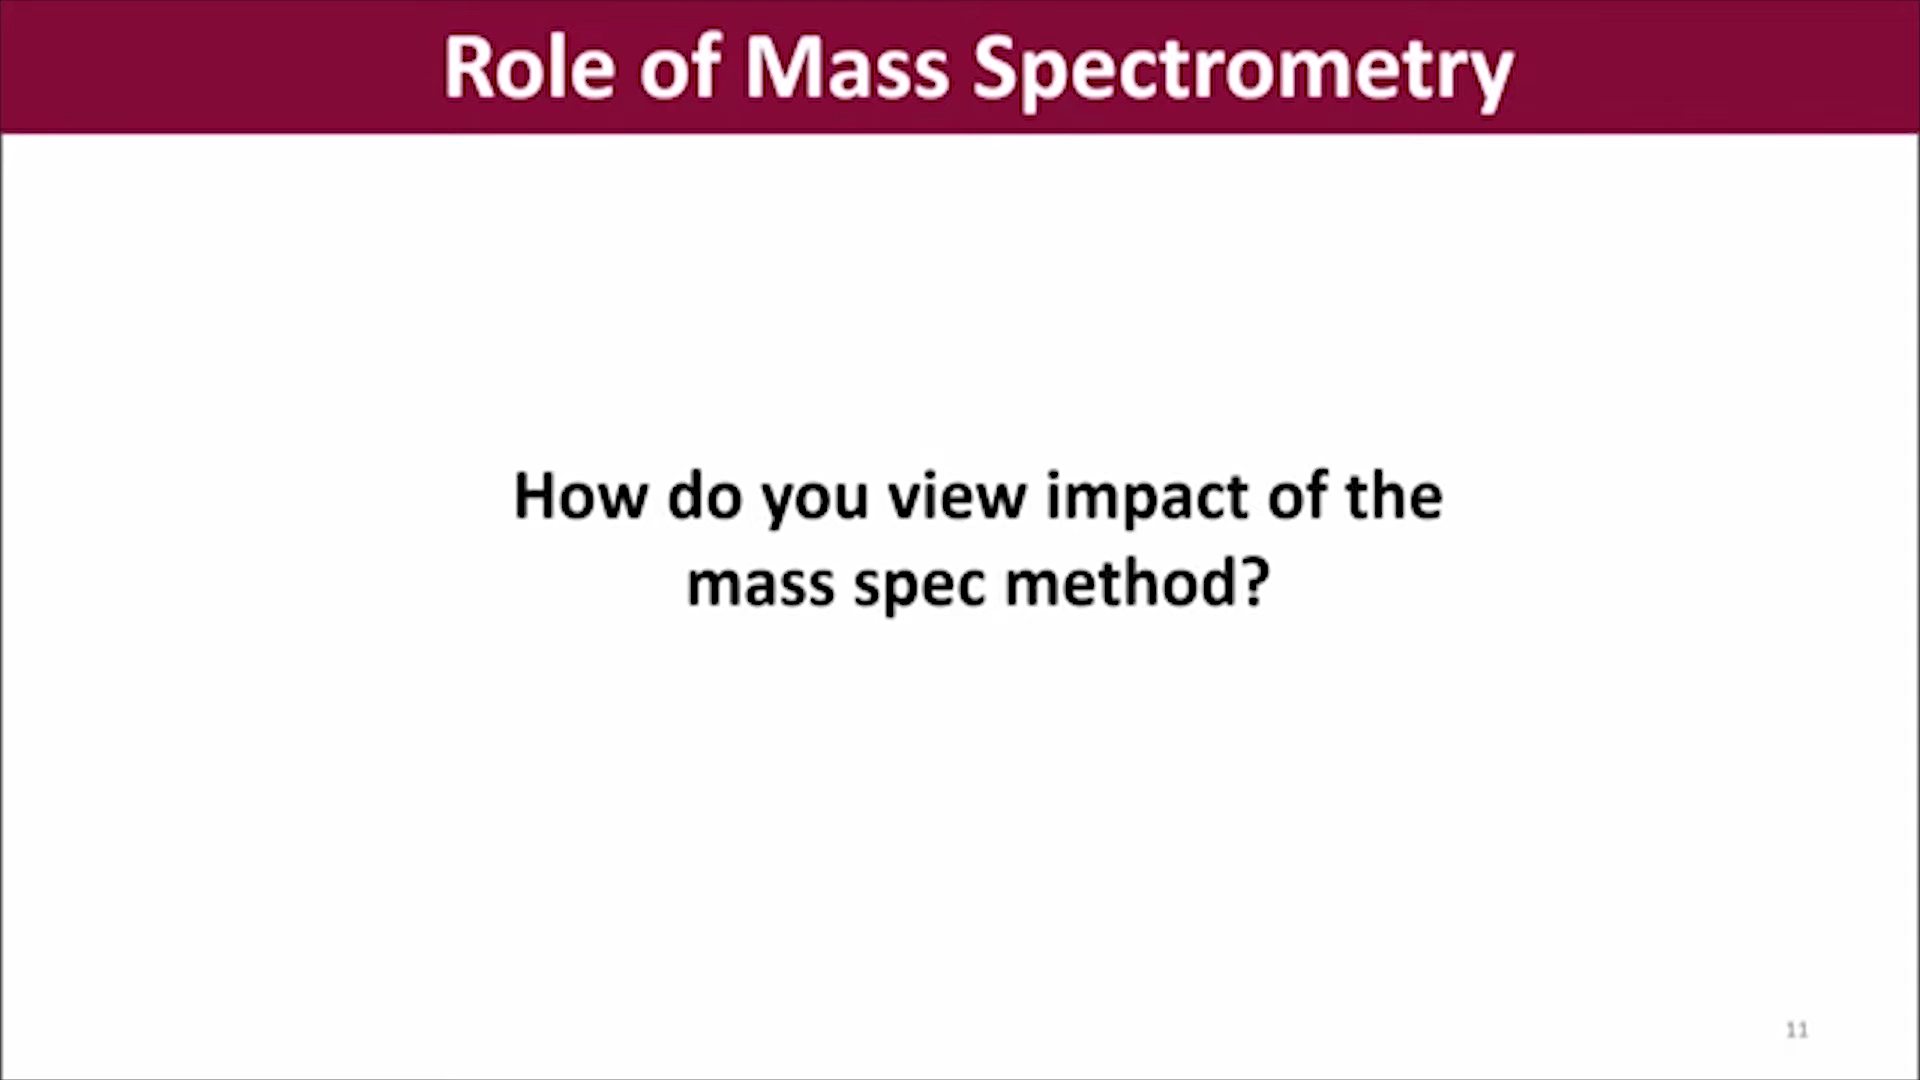 Role of Mass Spectrometry
How do you view impact of the
mass spec method?
11